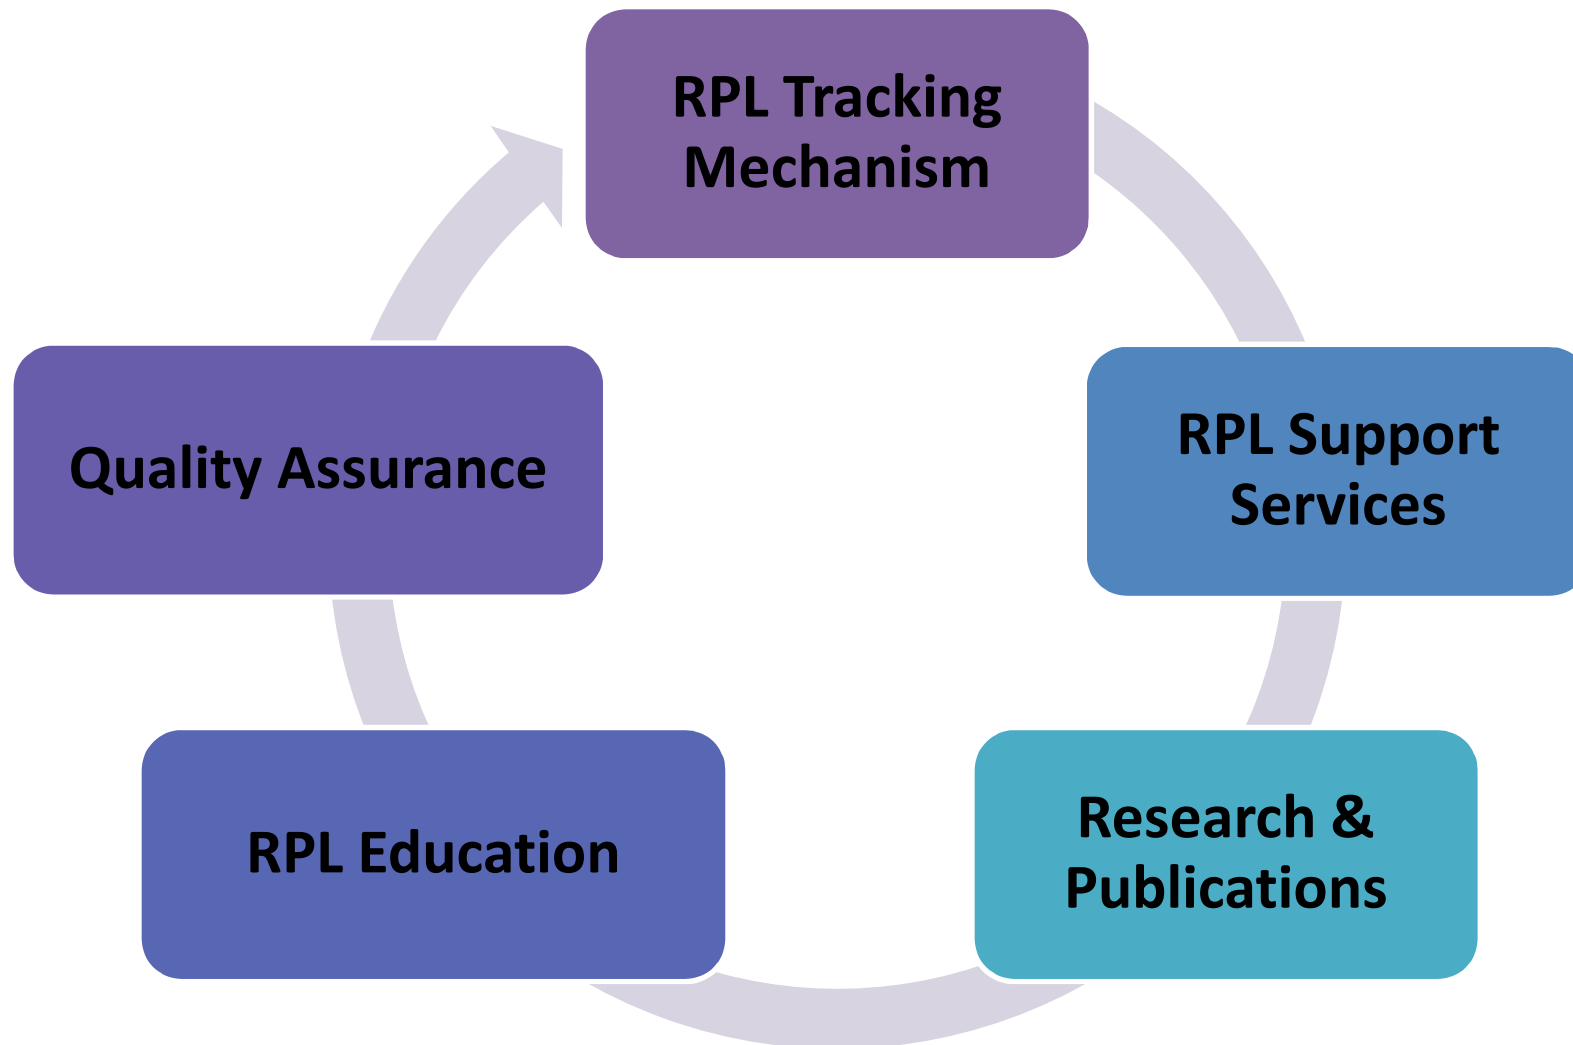 RPL Tracking
Mechanism
RPL Support
Services
Research &
Publications
RPL Education
Quality Assurance